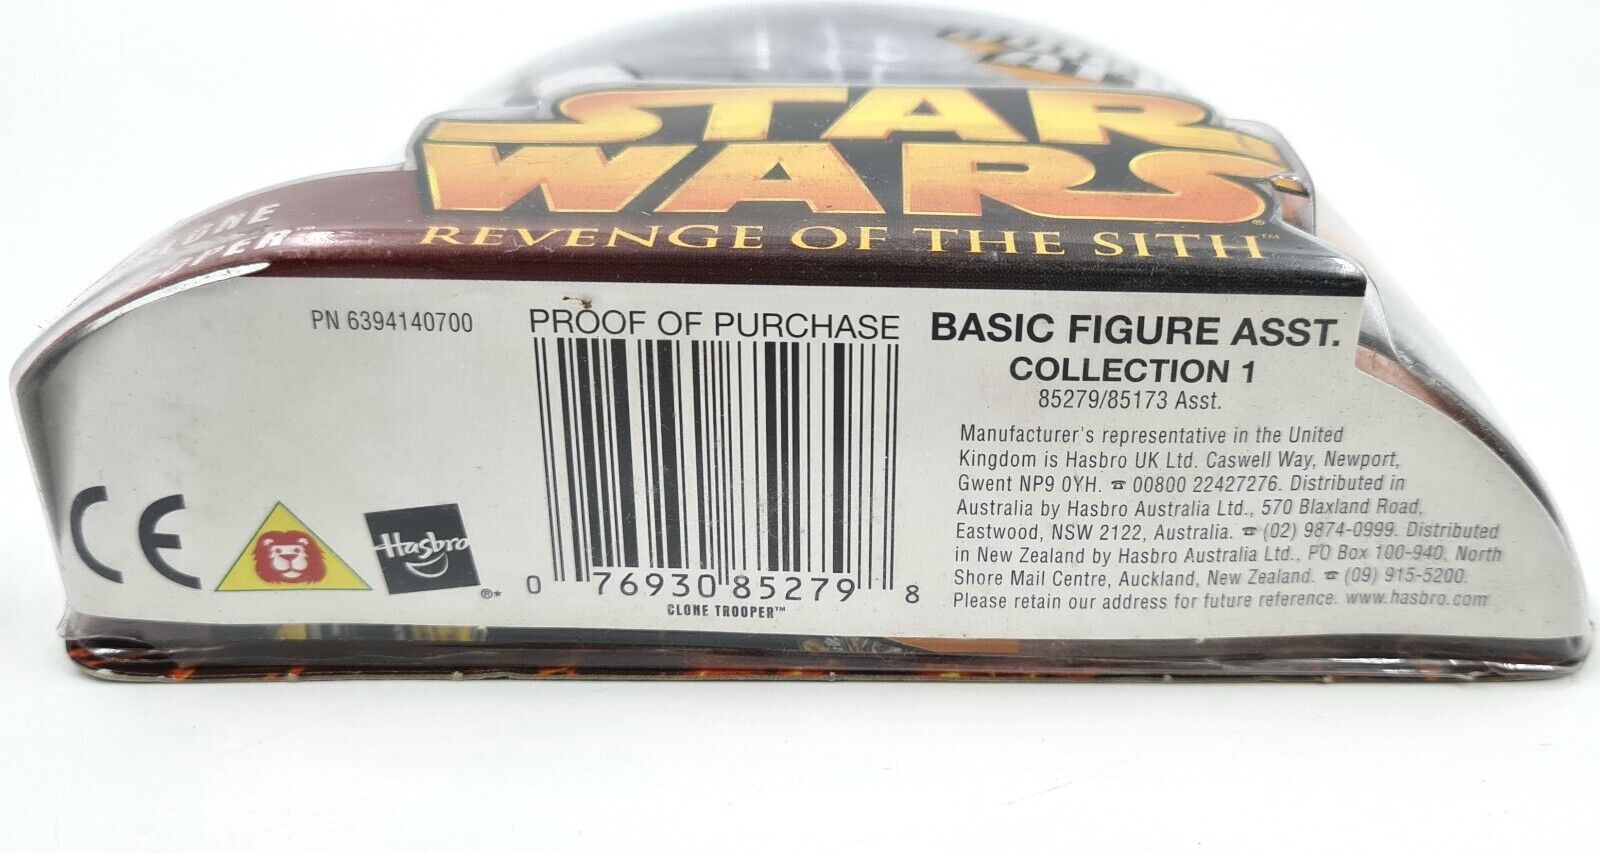 STAR
WARS®
REVENGE OF THE SITH™
PN 6394140700
PROOF OF PURCHASE
0 76930 85279 8
CLONE TROOPER™
BASIC FIGURE ASST.
COLLECTION 1
85279/85173 Asst.
Manufacturer's representative in the United
Kingdom is Hasbro UK Ltd. Caswell Way, Newport,
Gwent NP9 0YH. ☎ 00800 22427276. Distributed in
Australia by Hasbro Australia Ltd., 570 Blaxland Road,
Eastwood, NSW 2122, Australia. ☎ (02) 9874-0999. Distributed
in New Zealand by Hasbro Australia Ltd., PO Box 100-940, North
Shore Mail Centre, Auckland, New Zealand. ☎ (09) 915-5200.
Please retain our address for future reference. www.hasbro.com
CE
Hasbro
®*